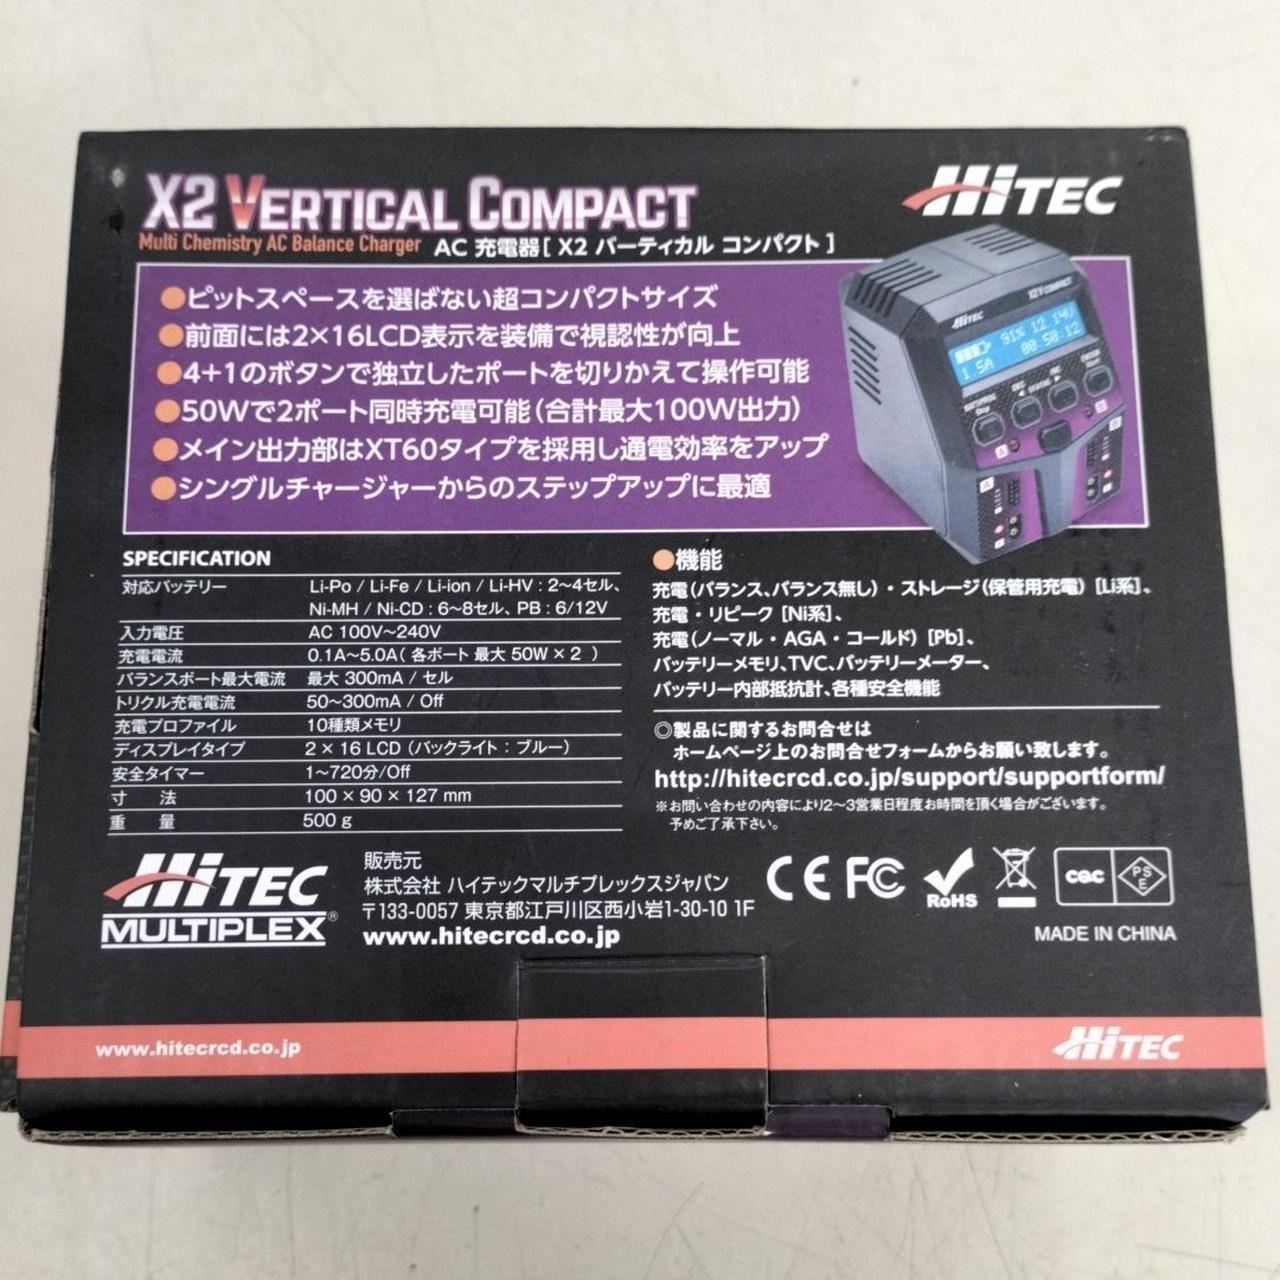 X2 VERTICAL COMPACT
HiTEC
Multi Chemistry AC Balance Charger AC 充電器[ X2 バーティカル コンパクト ]
●ピットスペースを選ばない超コンパクトサイズ
●前面には2×16LCD表示を装備で視認性が向上
●4+1のボタンで独立したポートを切りかえて操作可能
●50Wで2ポート同時充電可能(合計最大100W出力)
●メイン出力部はXT60タイプを採用し通電効率をアップ
●シングルチャージャーからのステップアップに最適
X2 V COMPACT
HiTEC
91% 12.14V
1.5A 00:50:12
BATT/PROG
Stop
DEC
STATUS
INC
ENTER
Start
A
B
A
B
SPECIFICATION
対応バッテリー Li-Po / Li-Fe / Li-ion / Li-HV : 2~4セル、
Ni-MH / Ni-CD : 6~8セル、PB : 6/12V
入力電圧 AC 100V~240V
充電電流 0.1A~5.0A( 各ポート 最大 50W × 2 )
バランスポート最大電流 最大 300mA / セル
トリクル充電電流 50~300mA / Off
充電プロファイル 10種類メモリ
ディスプレイタイプ 2 × 16 LCD (バックライト : ブルー)
安全タイマー 1~720分/Off
寸 法 100 × 90 × 127 mm
重 量 500 g
●機能
充電(バランス、バランス無し)・ストレージ(保管用充電) [Li系]、
充電・リピーク [Ni系]、
充電(ノーマル・AGA・コールド) [Pb]、
バッテリーメモリ、TVC、バッテリーメーター、
バッテリー内部抵抗計、各種安全機能
◎製品に関するお問合せは
ホームページ上のお問合せフォームからお願い致します。
http://hitecrcd.co.jp/support/supportform/
※お問い合わせの内容により2~3営業日程度お時間を頂く場合がございます。
予めご了承下さい。
HiTEC
MULTIPLEX®
販売元
株式会社 ハイテックマルチプレックスジャパン
〒133-0057 東京都江戸川区西小岩1-30-10 1F
www.hitecrcd.co.jp
CE FC RoHS cec PSE
MADE IN CHINA
www.hitecrcd.co.jp
HiTEC